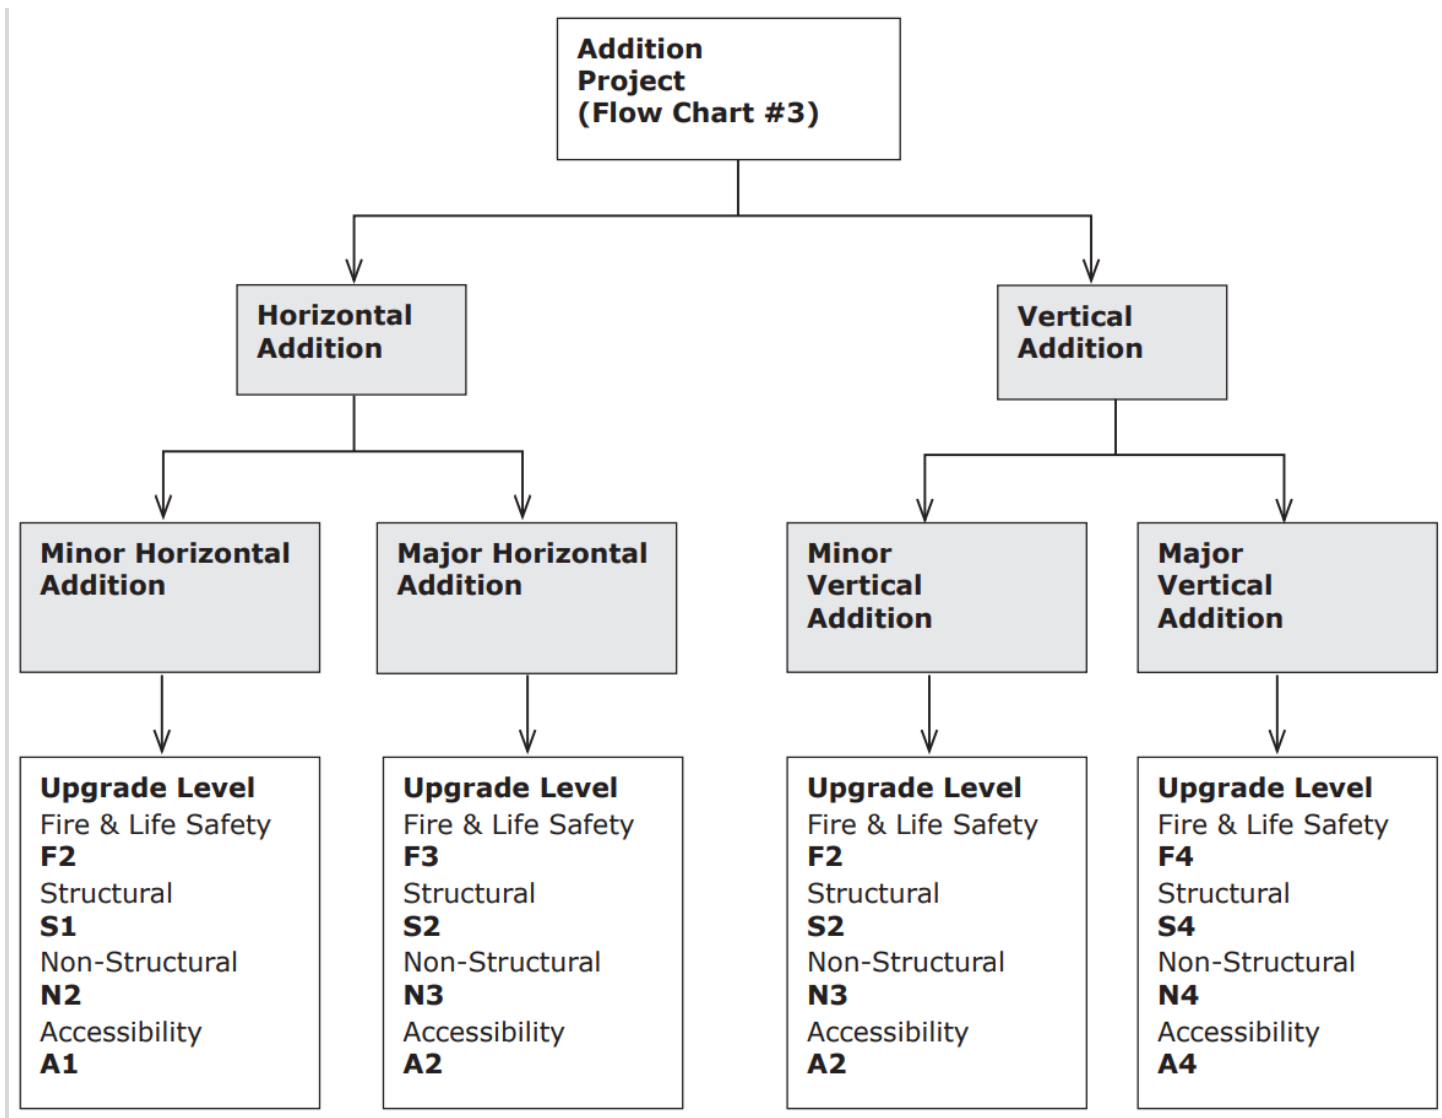 Addition
Project
(Flow Chart #3)
Horizontal
Addition
Vertical
Addition
Minor Horizontal
Addition
Major Horizontal
Addition
Minor
Vertical
Addition
Major
Vertical
Addition
Upgrade Level
Fire & Life Safety
F2
Structural
S1
Non-Structural
N2
Accessibility
A1
Upgrade Level
Fire & Life Safety
F3
Structural
S2
Non-Structural
N3
Accessibility
A2
Upgrade Level
Fire & Life Safety
F2
Structural
S2
Non-Structural
N3
Accessibility
A2
Upgrade Level
Fire & Life Safety
F4
Structural
S4
Non-Structural
N4
Accessibility
A4